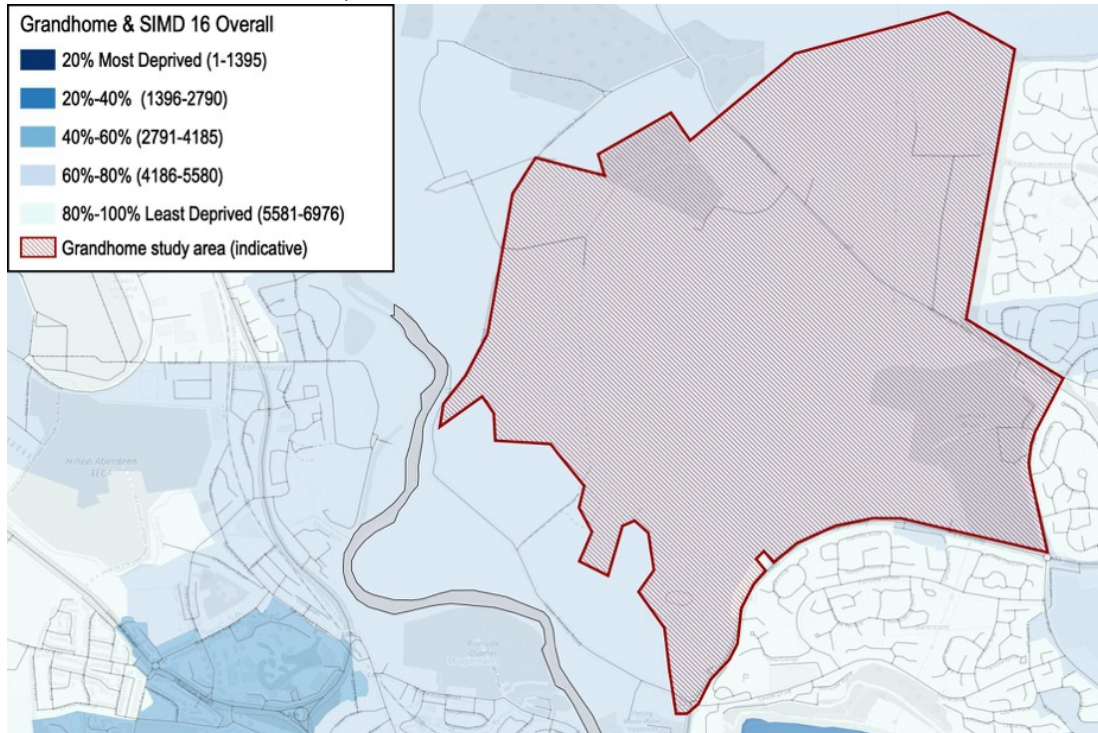 Grandhome & SIMD 16 Overall
20% Most Deprived (1-1395)
20%-40% (1396-2790)
40%-60% (2791-4185)
60%-80% (4186-5580)
80%-100% Least Deprived (5581-6976)
Grandhome study area (indicative)
Hilton Aberdeen
TECA